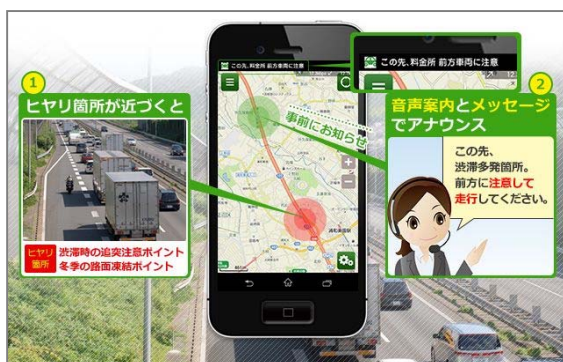 この先、料金所 前方車両に注意
この先、料金所 前方車両に注意
1
ヒヤリ箇所が近づくと
ヒヤリ
箇所
渋滞時の追突注意ポイント
冬季の路面凍結ポイント
事前にお知らせ
2
音声案内とメッセージ
でアナウンス
この先、
渋滞多発箇所。
前方に注意して
走行してください。